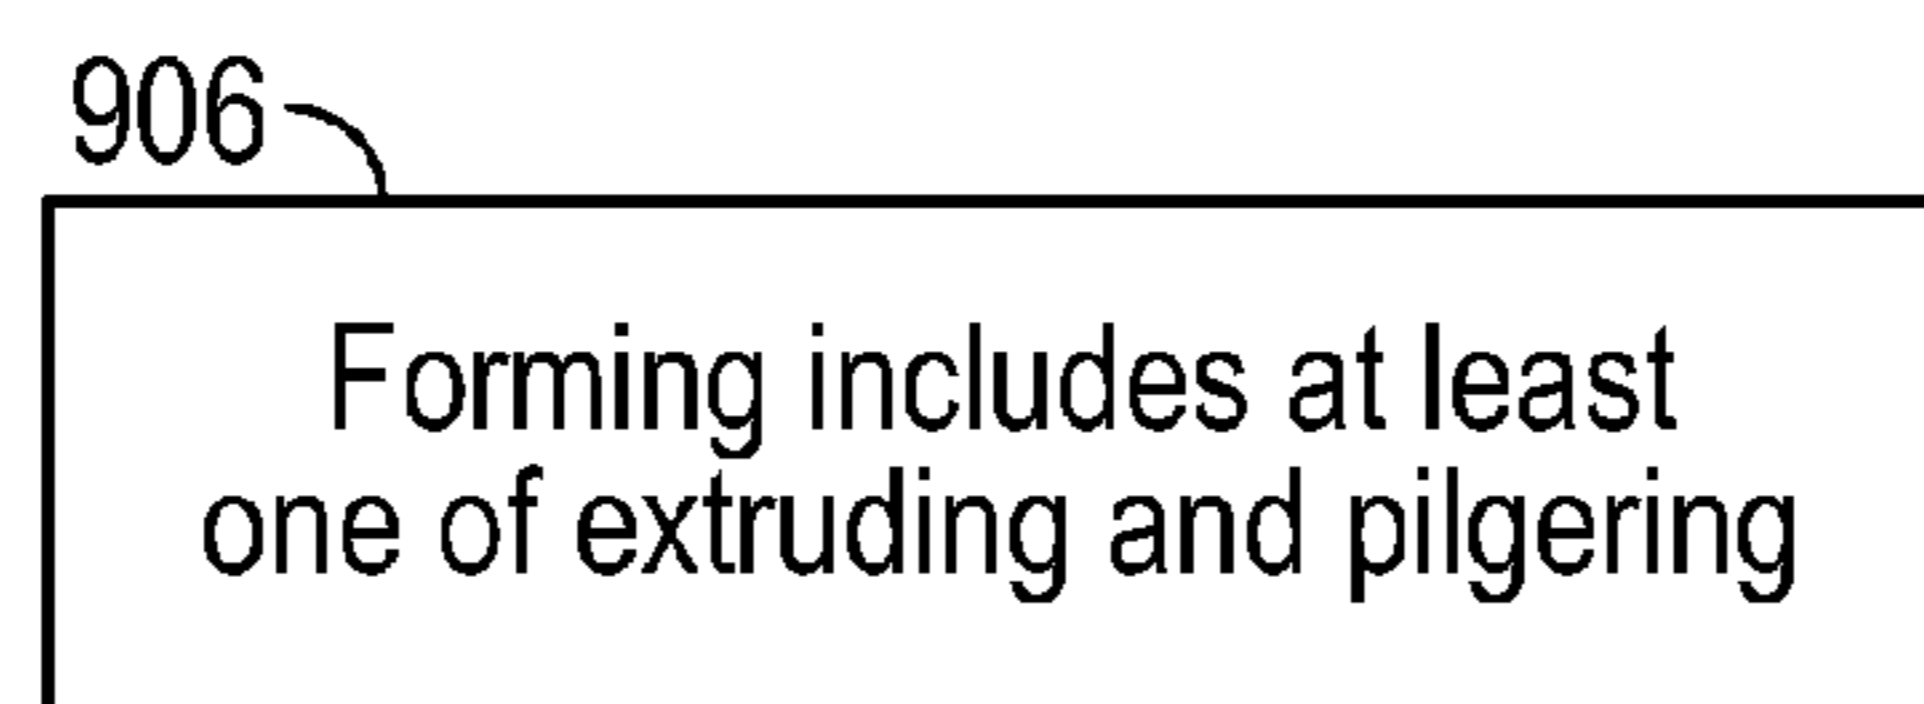 906
Forming includes at least
one of extruding and pilgering